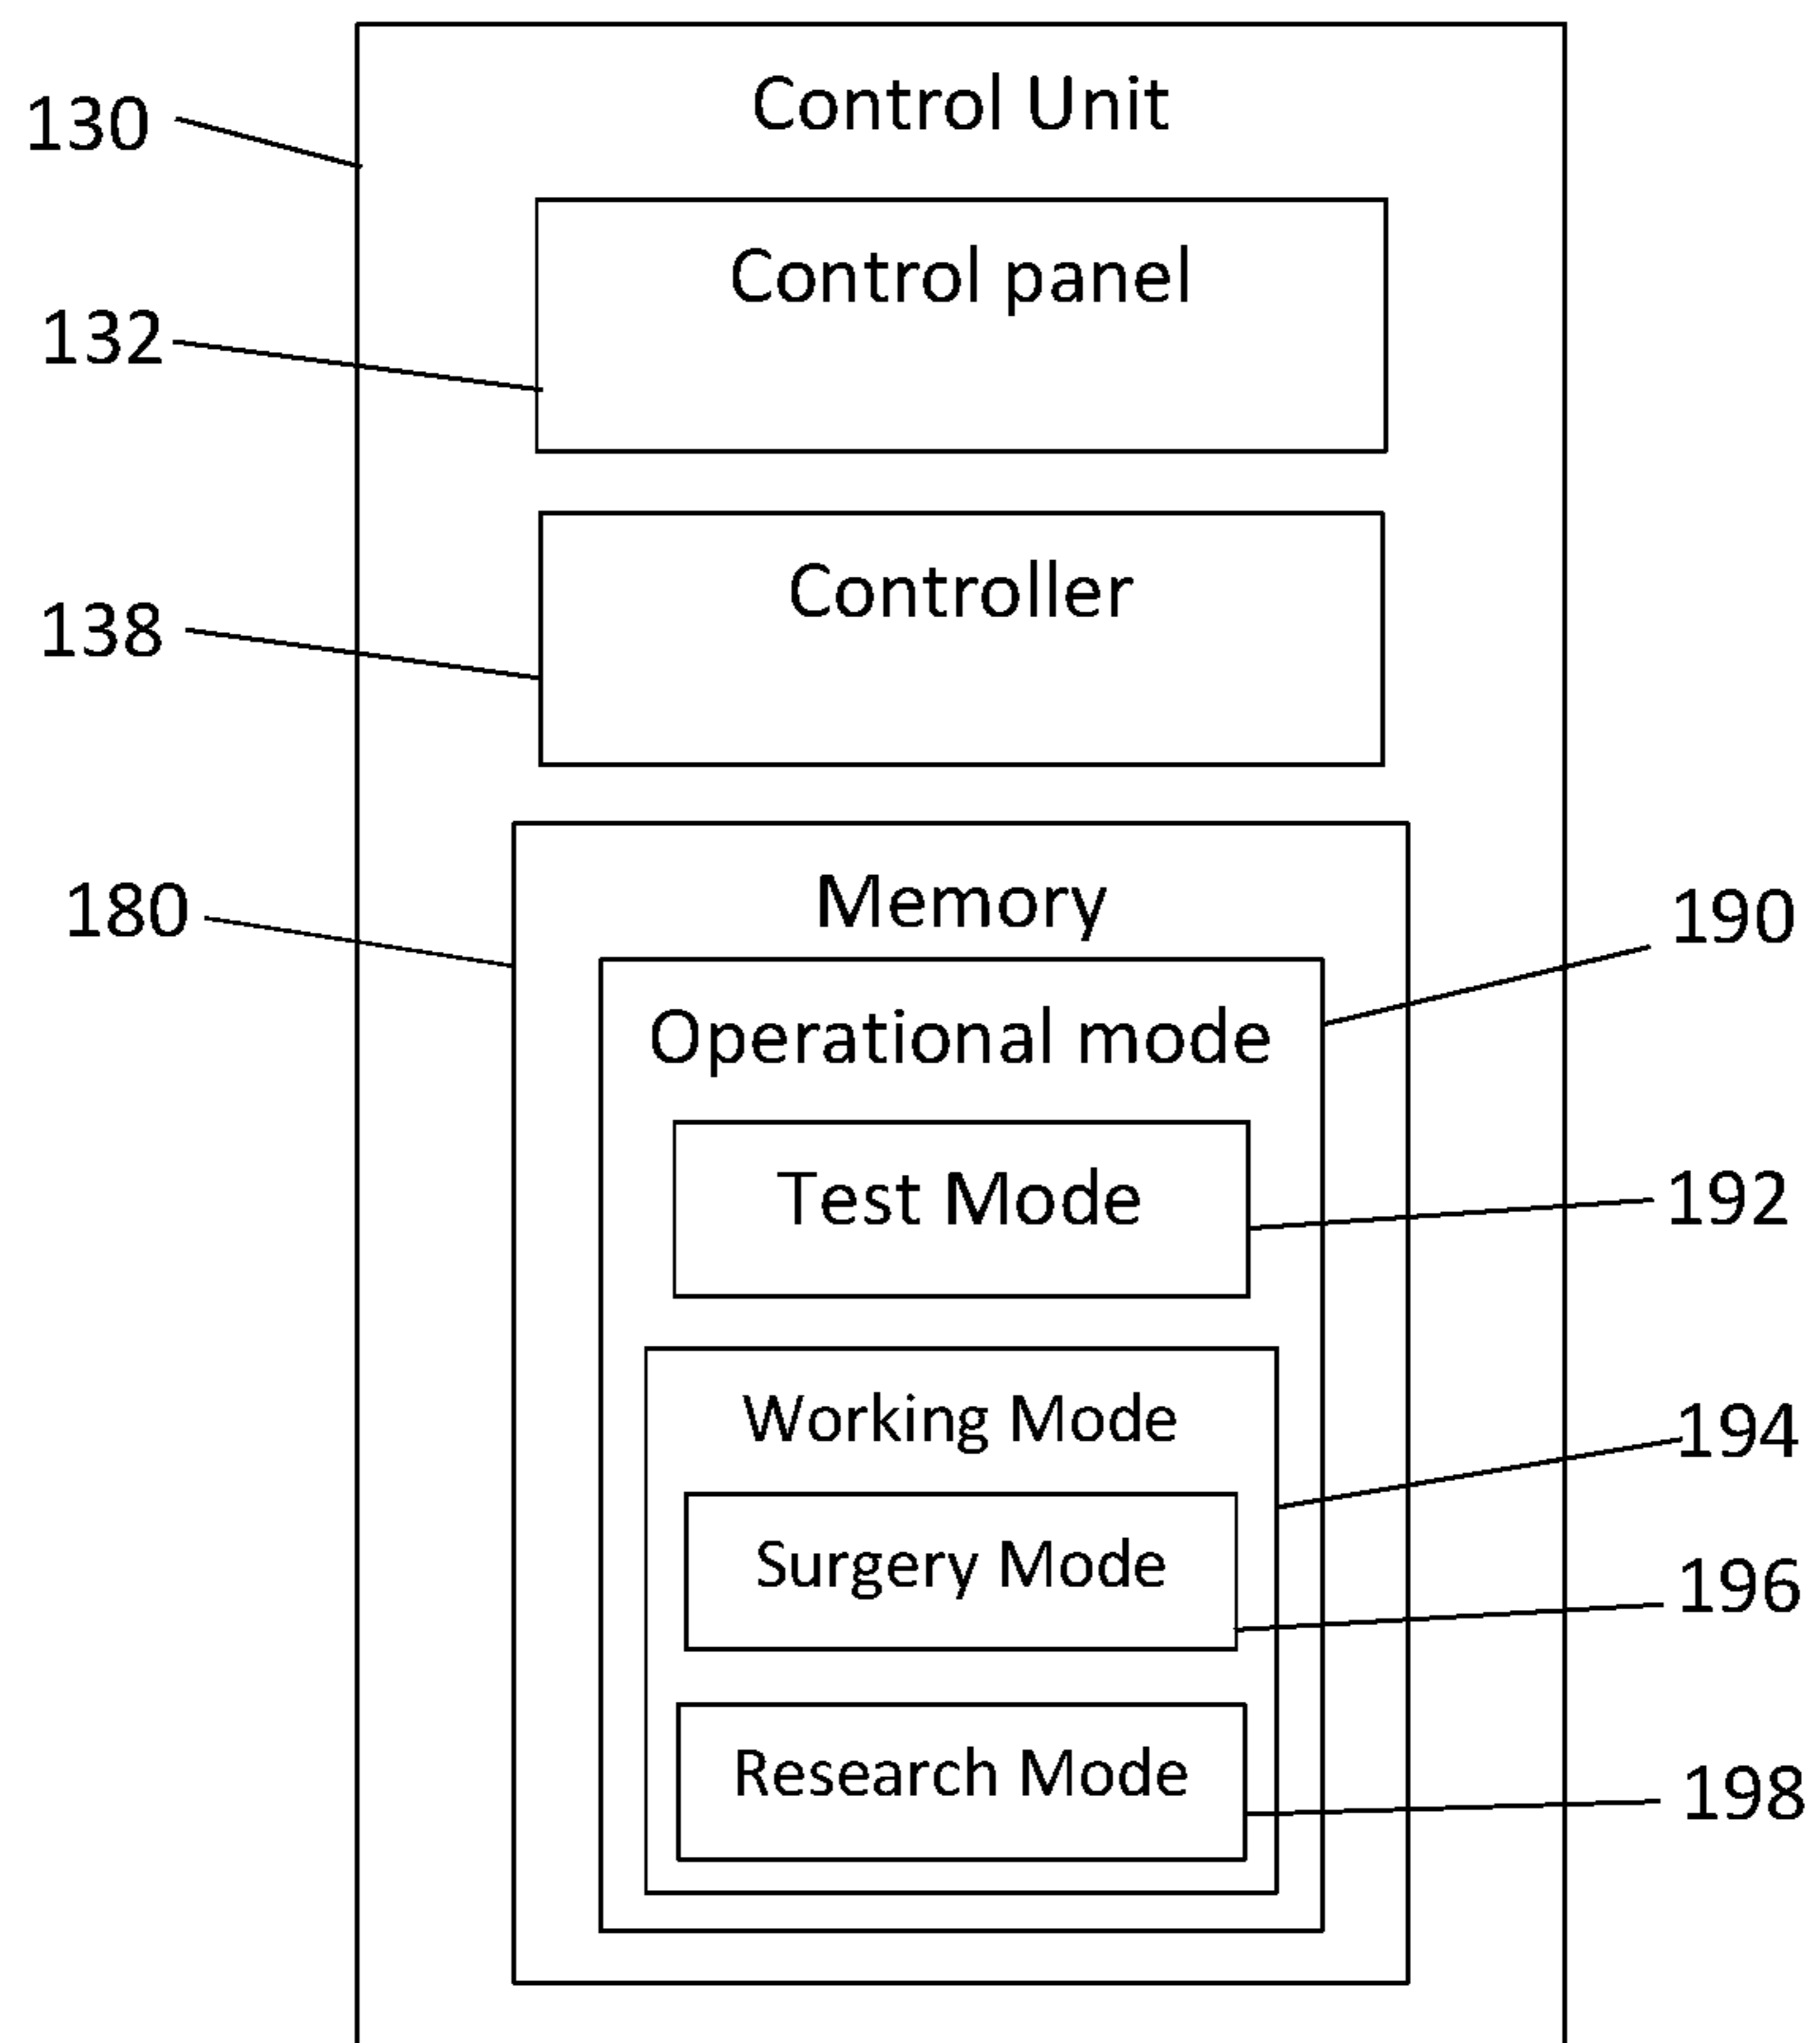 Control Unit
130
Control panel
132
Controller
138
Memory
180
190
Operational mode
Test Mode
192
Working Mode
194
Surgery Mode
196
Research Mode
198